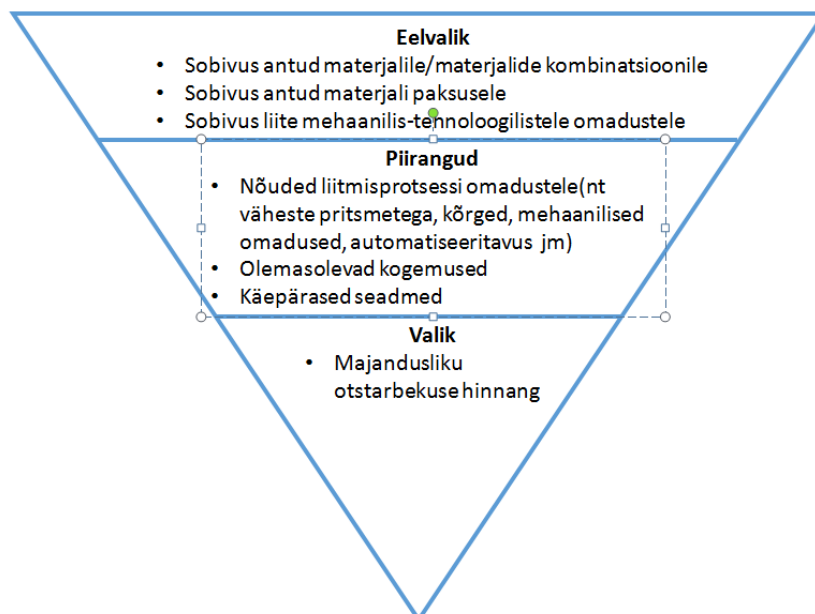 Eelvalik
• Sobivus antud materjalile/materjalide kombinatsioonile
• Sobivus antud materjali paksusele
• Sobivus liite mehaanilis-tehnoloogilistele omadustele
Piirangud
• Nõuded liitmisprotsessi omadustele(nt
väheste pritsmetega, kõrged, mehaanilised
omadused, automatiseeritavus jm)
• Olemasolevad kogemused
• Käepärased seadmed
Valik
• Majandusliku
otstarbekuse hinnang